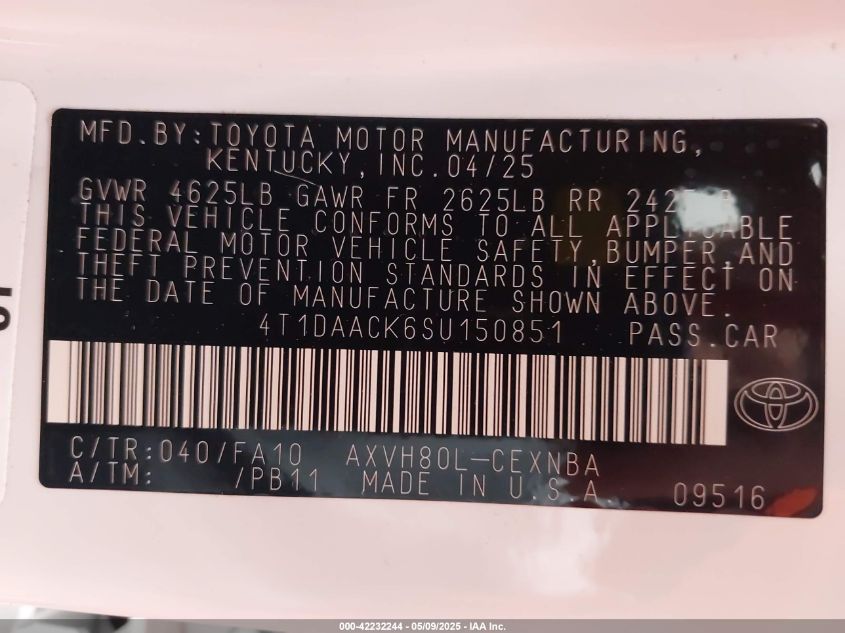 MFD.BY:TOYOTA MOTOR MANUFACTURING,
KENTUCKY,INC.04/25
GVWR 4625LB GAWR FR 2625LB RR
THIS VEHICLE CONFORMS TO ALL APPLICABLE
FEDERAL MOTOR VEHICLE SAFETY,BUMPER,AND
THEFT PREVENTION STANDARDS IN EFFECT ON
THE DATE OF MANUFACTURE SHOWN ABOVE.
4T1DAACK6SU150851 PASS.CAR
C/TR:040/FA10 AXVH80L-CEXNBA
A/TM: /PB11 MADE IN U.S.A 09516
000-42232244 - 05/09/2025 - IAA Inc.